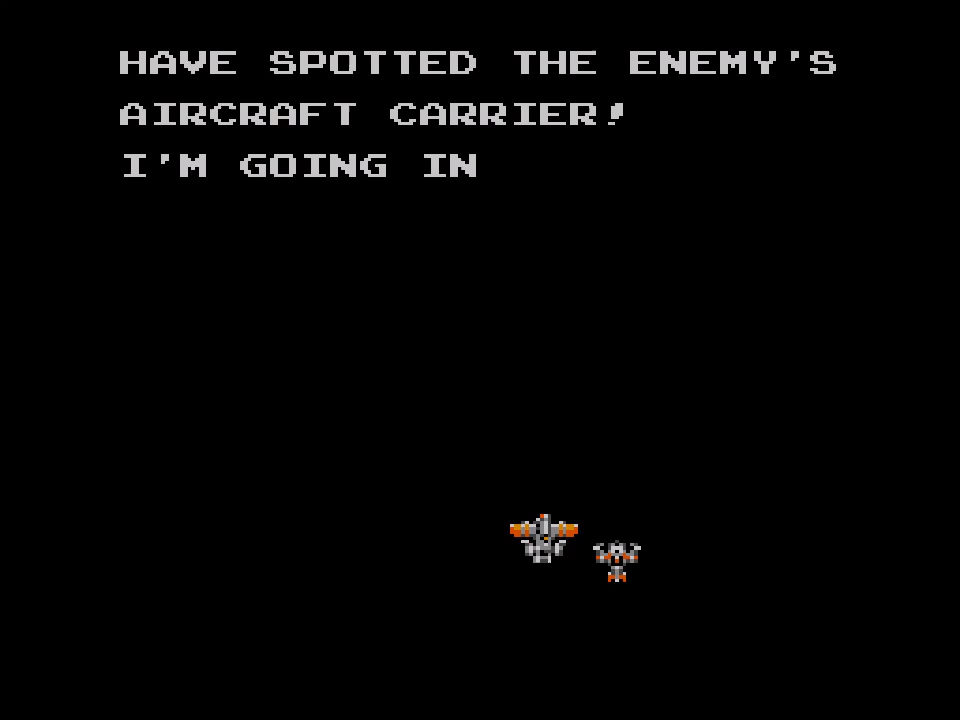 HAVE SPOTTED THE ENEMY'S
AIRCRAFT CARRIER!
I'M GOING IN